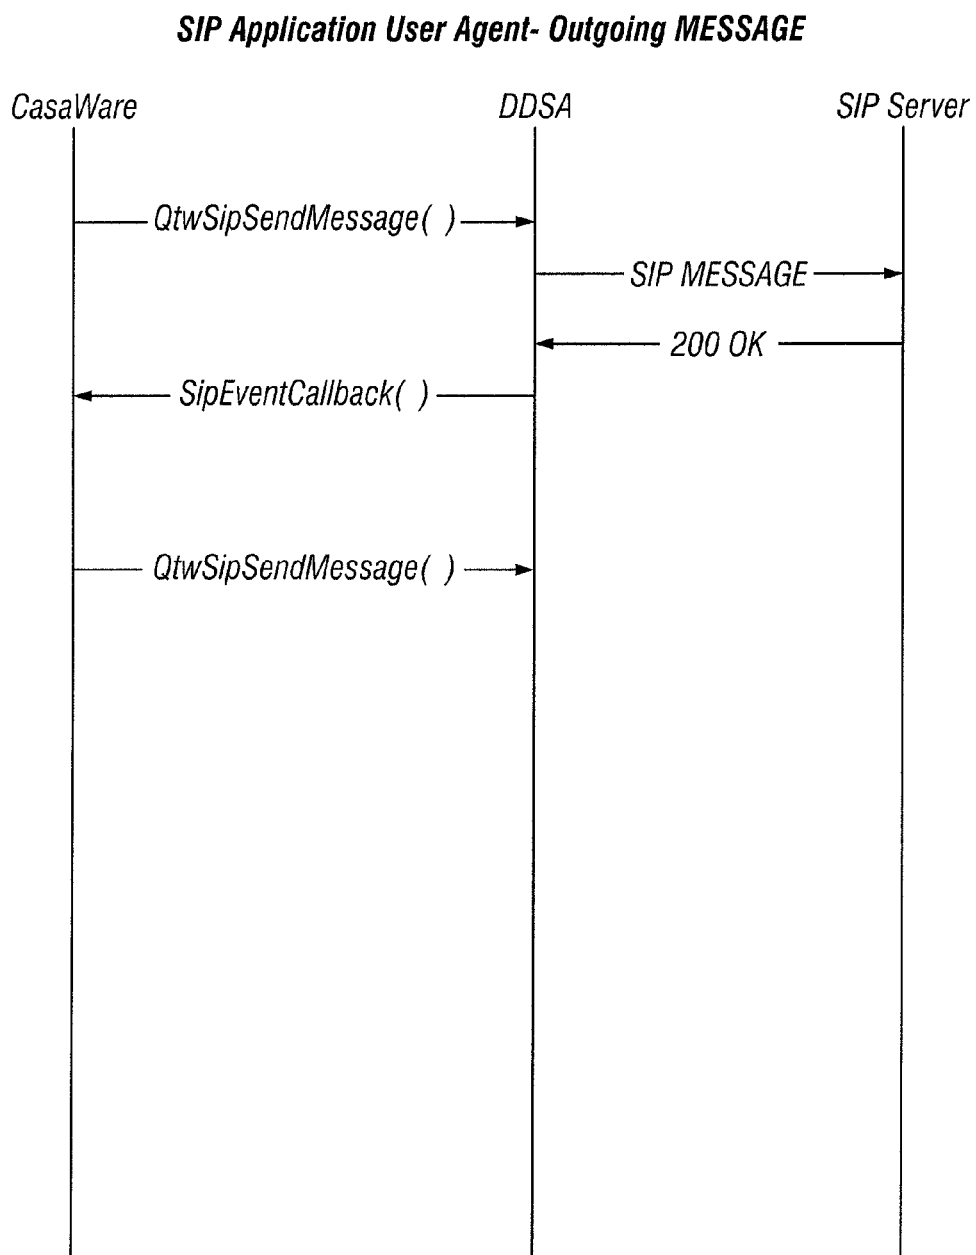 SIP Application User Agent- Outgoing MESSAGE
CasaWare DDSA SIP Server
QtwSipSendMessage( )
SIP MESSAGE
200 OK
SipEventCallback( )
QtwSipSendMessage( )